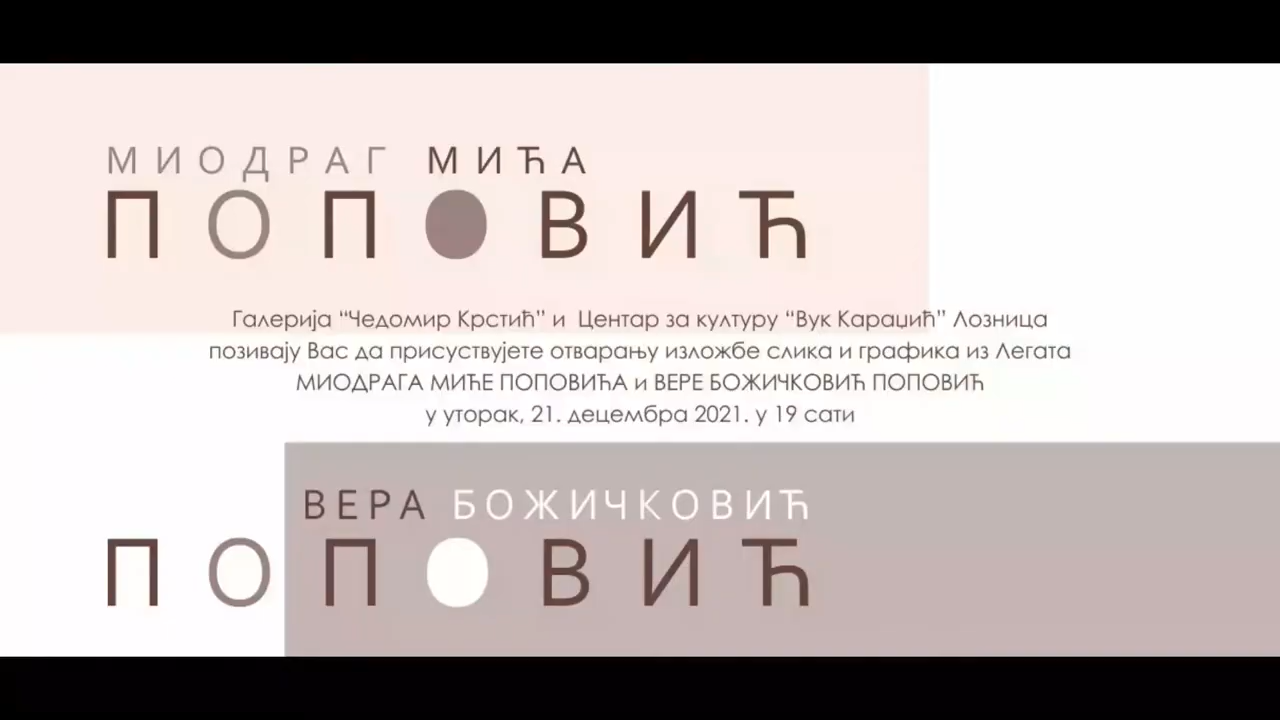 МИОДРАГ МИЋА
ПОПОВИЋ
Галерија “Чедомир Крстић” и Центар за културу “Вук Караџић” Лозница
позивају Вас да присуствујете отварању изложбе слика и графика из Легата
МИОДРАГА МИЋЕ ПОПОВИЋА и ВЕРЕ БОЖИЧКОВИЋ ПОПОВИЋ
у уторак, 21. децембра 2021. у 19 сати
ВЕРА БОЖИЧКОВИЋ
ПОПОВИЋ